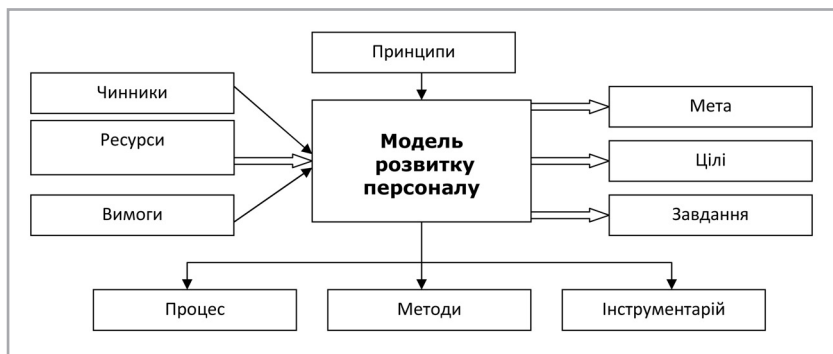 Принципи
Чинники
Ресурси
Вимоги
Модель
розвитку
персоналу
Мета
Цілі
Завдання
Процес
Методи
Інструментарій